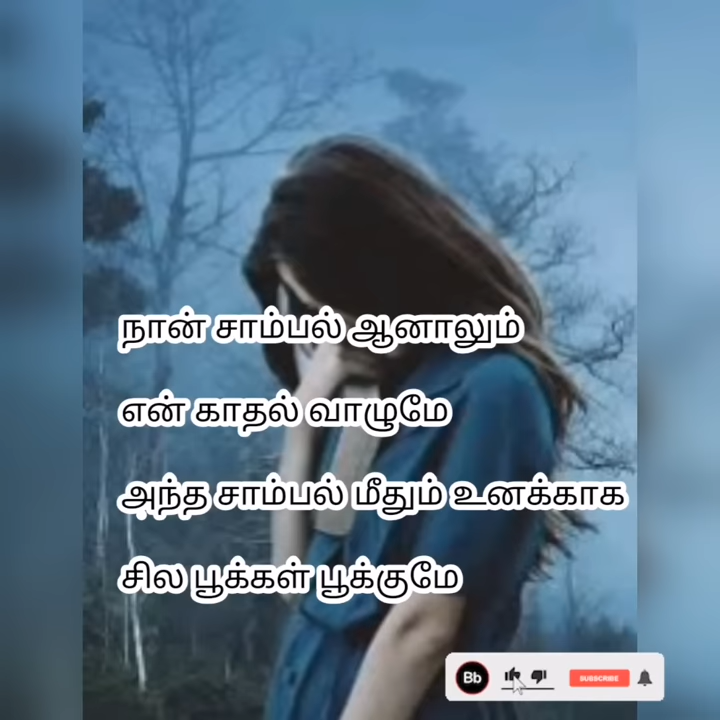 நான் சாம்பல் ஆனாலும்
என் காதல் வாழுமே
அந்த சாம்பல் மீதும் உனக்காக
சில பூக்கள் பூக்குமே
Bb
SUBSCRIBE